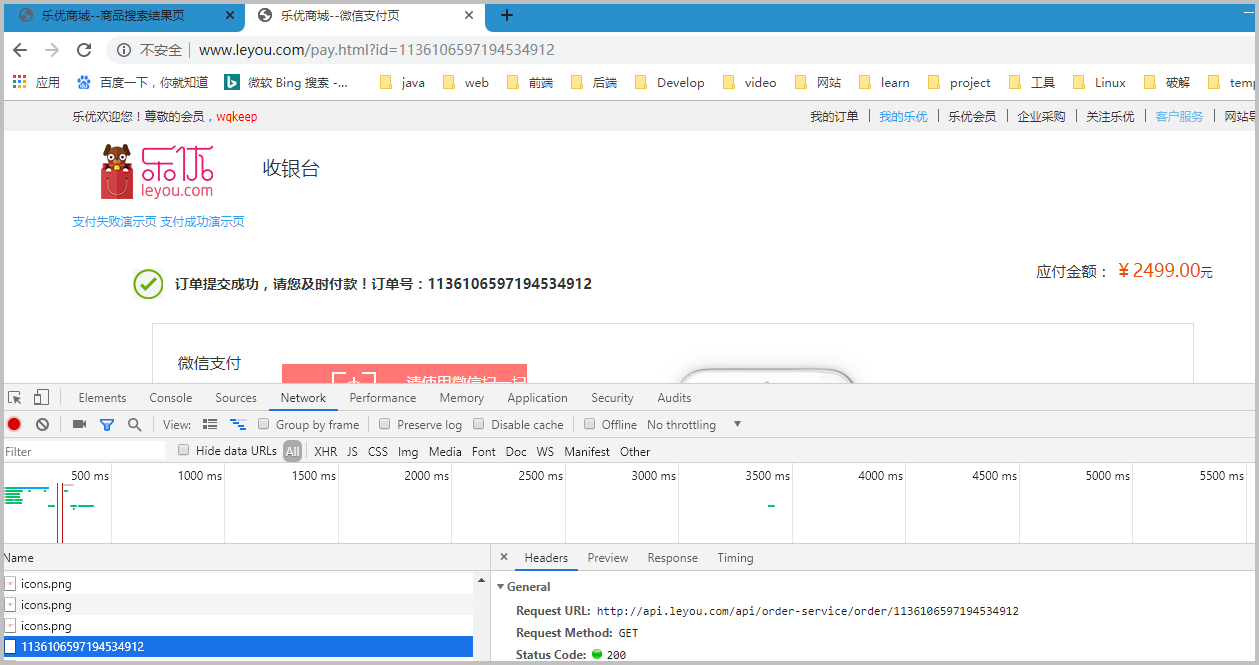 乐优商城--商品搜索结果页
乐优商城--微信支付页
不安全 www.leyou.com/pay.html?id=1136106597194534912
应用 百度一下，你就知道 微软 Bing 搜索 -... java web 前端 后端 Develop video 网站 learn project 工具 Linux 破解 temp
乐优欢迎您！尊敬的会员，wqkeep 我的订单 我的乐优 乐优会员 企业采购 关注乐优 客户服务 网站导
乐优 收银台
leyou.com
支付失败演示页 支付成功演示页
订单提交成功，请您及时付款！订单号：1136106597194534912 应付金额：￥2499.00元
微信支付
请使用微信扫一扫
Elements Console Sources Network Performance Memory Application Security Audits
View: Group by frame Preserve log Disable cache Offline No throttling
Filter Hide data URLs All XHR JS CSS Img Media Font Doc WS Manifest Other
500 ms 1000 ms 1500 ms 2000 ms 2500 ms 3000 ms 3500 ms 4000 ms 4500 ms 5000 ms 5500 ms
Name
icons.png
icons.png
icons.png
1136106597194534912
Headers Preview Response Timing
General
Request URL: http://api.leyou.com/api/order-service/order/1136106597194534912
Request Method: GET
Status Code: 200